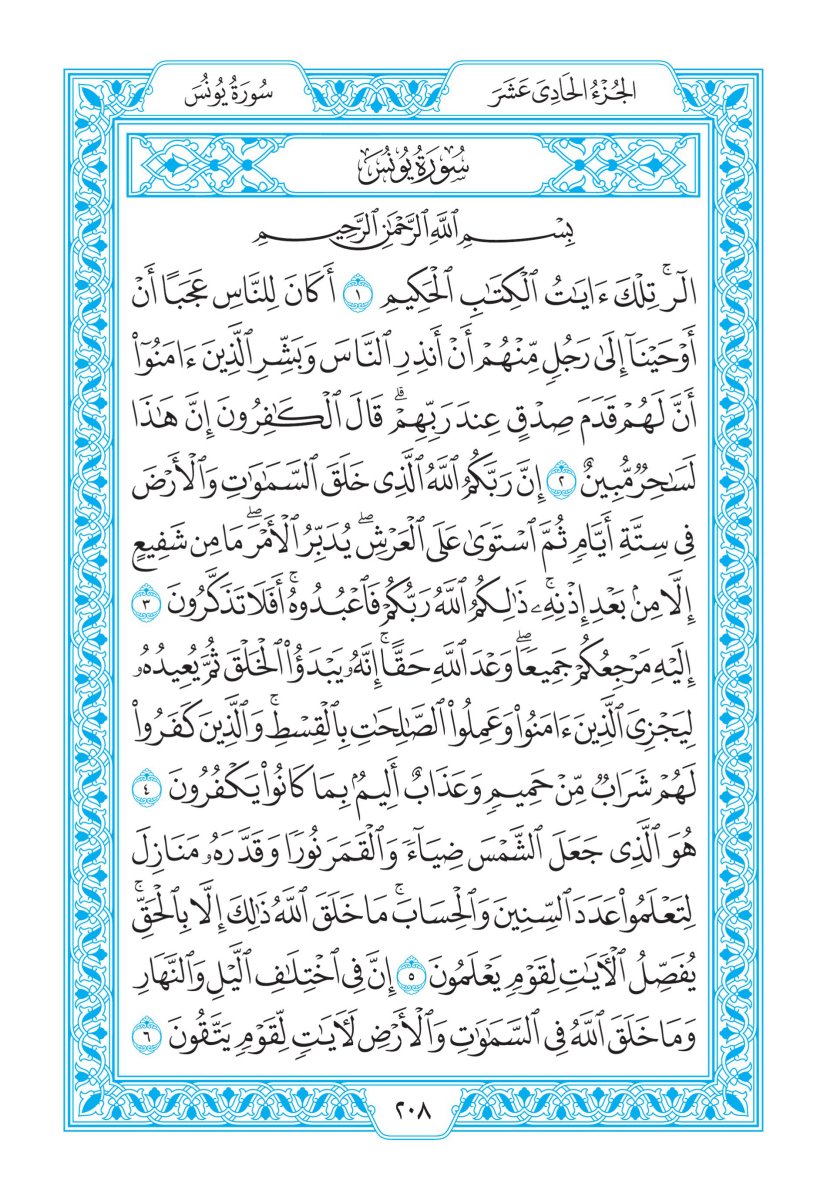 الجُزْءُ الحَادِىَ عَشَرَ
سُورَةُ يُونُسَ
سُورَةُ يُونُسَ
بِسۡمِ ٱللَّهِ ٱلرَّحۡمَٰنِ ٱلرَّحِيمِ
الٓرۚ تِلۡكَ ءَايَٰتُ ٱلۡكِتَٰبِ ٱلۡحَكِيمِ ١ أَكَانَ لِلنَّاسِ عَجَبًا أَنۡ
أَوۡحَيۡنَآ إِلَىٰ رَجُلٖ مِّنۡهُمۡ أَنۡ أَنذِرِ ٱلنَّاسَ وَبَشِّرِ ٱلَّذِينَ ءَامَنُوٓاْ
أَنَّ لَهُمۡ قَدَمَ صِدۡقٍ عِندَ رَبِّهِمۡۗ قَالَ ٱلۡكَٰفِرُونَ إِنَّ هَٰذَا
لَسَٰحِرٞ مُّبِينٌ ٢ إِنَّ رَبَّكُمُ ٱللَّهُ ٱلَّذِي خَلَقَ ٱلسَّمَٰوَٰتِ وَٱلۡأَرۡضَ
فِي سِتَّةِ أَيَّامٖ ثُمَّ ٱسۡتَوَىٰ عَلَى ٱلۡعَرۡشِۖ يُدَبِّرُ ٱلۡأَمۡرَۖ مَا مِن شَفِيعٍ
إِلَّا مِنۢ بَعۡدِ إِذۡنِهِۦۚ ذَٰلِكُمُ ٱللَّهُ رَبُّكُمۡ فَٱعۡبُدُوهُۚ أَفَلَا تَذَكَّرُونَ ٣
إِلَيۡهِ مَرۡجِعُكُمۡ جَمِيعٗاۖ وَعۡدَ ٱللَّهِ حَقًّاۚ إِنَّهُۥ يَبۡدَؤُاْ ٱلۡخَلۡقَ ثُمَّ يُعِيدُهُۥ
لِيَجۡزِيَ ٱلَّذِينَ ءَامَنُواْ وَعَمِلُواْ ٱلصَّٰلِحَٰتِ بِٱلۡقِسۡطِۚ وَٱلَّذِينَ كَفَرُواْ
لَهُمۡ شَرَابٞ مِّنۡ حَمِيمٖ وَعَذَابٌ أَلِيمُۢ بِمَا كَانُواْ يَكۡفُرُونَ ٤
هُوَ ٱلَّذِي جَعَلَ ٱلشَّمۡسَ ضِيَآءٗ وَٱلۡقَمَرَ نُورٗا وَقَدَّرَهُۥ مَنَازِلَ
لِتَعۡلَمُواْ عَدَدَ ٱلسِّنِينَ وَٱلۡحِسَابَۚ مَا خَلَقَ ٱللَّهُ ذَٰلِكَ إِلَّا بِٱلۡحَقِّۚ
يُفَصِّلُ ٱلۡأٓيَٰتِ لِقَوۡمٖ يَعۡلَمُونَ ٥ إِنَّ فِي ٱخۡتِلَٰفِ ٱلَّيۡلِ وَٱلنَّهَارِ
وَمَا خَلَقَ ٱللَّهُ فِي ٱلسَّمَٰوَٰتِ وَٱلۡأَرۡضِ لَأٓيَٰتٖ لِّقَوۡمٖ يَتَّقُونَ ٦
٢٠٨